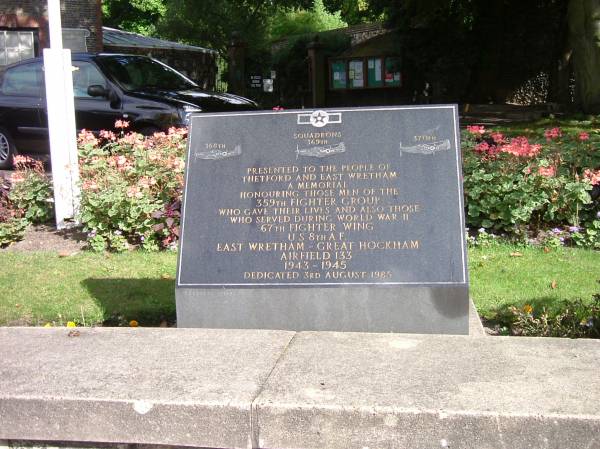 SQUADRONS
368TH 369TH 370TH
PRESENTED TO THE PEOPLE OF
THETFORD AND EAST WRETHAM
A MEMORIAL
HONOURING THOSE MEN OF THE
359TH FIGHTER GROUP
WHO GAVE THEIR LIVES AND ALSO THOSE
WHO SERVED DURING WORLD WAR II
67TH FIGHTER WING
U S 8TH A F
EAST WRETHAM - GREAT HOCKHAM
AIRFIELD 133
1943 - 1945
DEDICATED 3RD AUGUST 1985